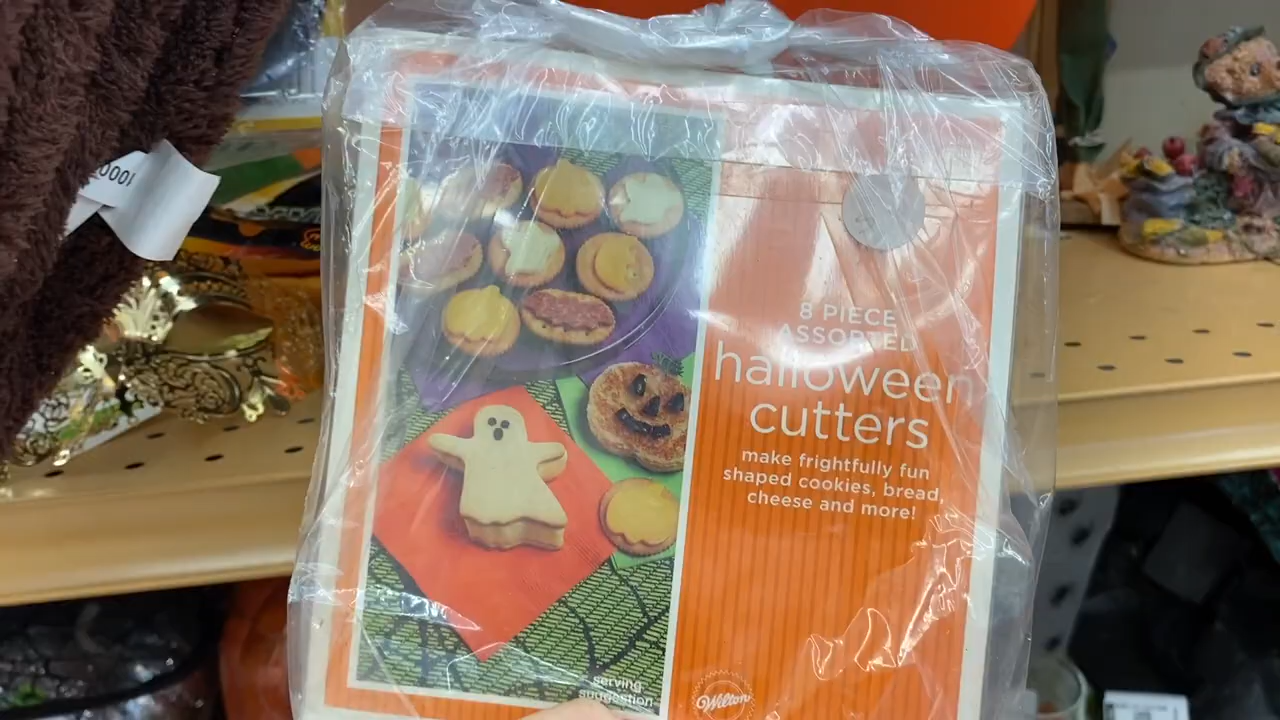 8 PIECE
ASSORTED
halloween
cutters
make frightfully fun
shaped cookies, bread,
cheese and more!
serving
suggestion
Wilton